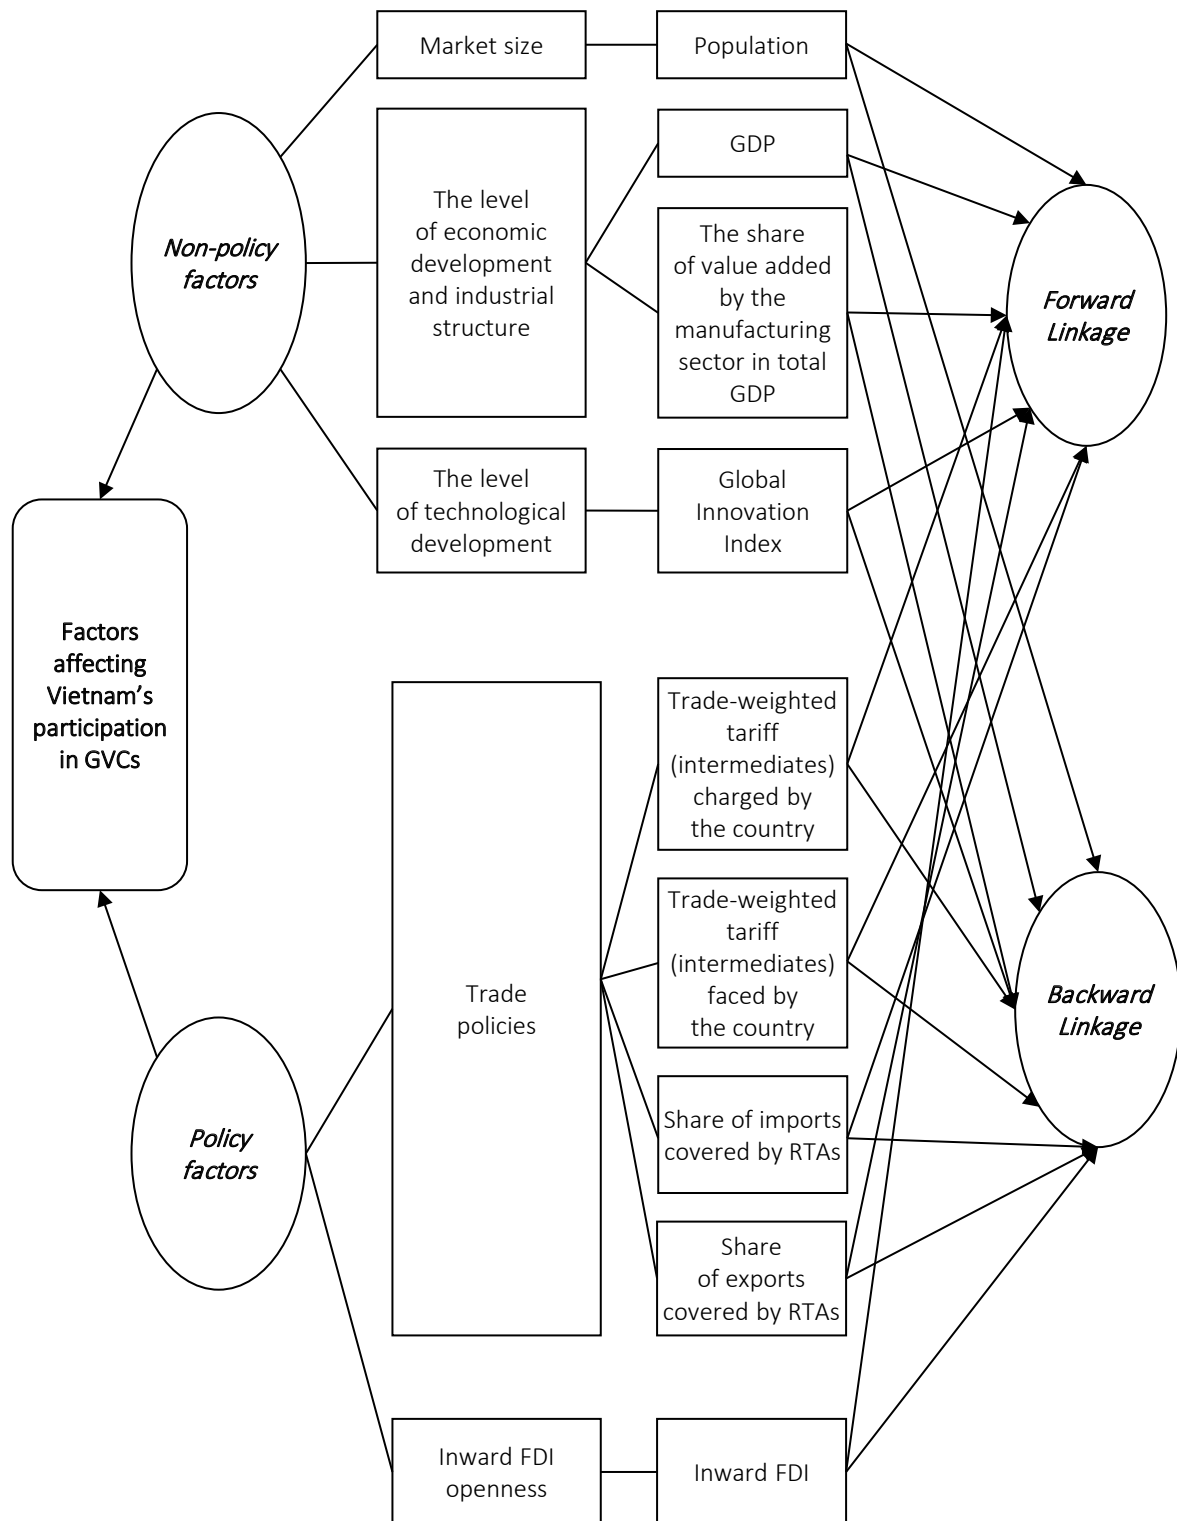 Market size
Population
GDP
The level
of economic
development
and industrial
structure
The share
of value added
by the
manufacturing
sector in total
GDP
Non-policy
factors
Forward
Linkage
The level
of technological
development
Global
Innovation
Index
Factors
affecting
Vietnam’s
participation
in GVCs
Trade-weighted
tariff
(intermediates)
charged by
the country
Trade-weighted
tariff
(intermediates)
faced by
the country
Trade
policies
Backward
Linkage
Policy
factors
Share of imports
covered by RTAs
Share
of exports
covered by RTAs
Inward FDI
openness
Inward FDI